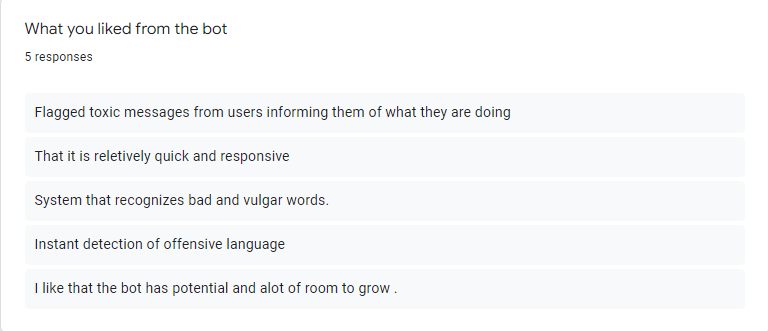 What you liked from the bot
5 responses
Flagged toxic messages from users informing them of what they are doing
That it is reletively quick and responsive
System that recognizes bad and vulgar words.
Instant detection of offensive language
I like that the bot has potential and alot of room to grow .